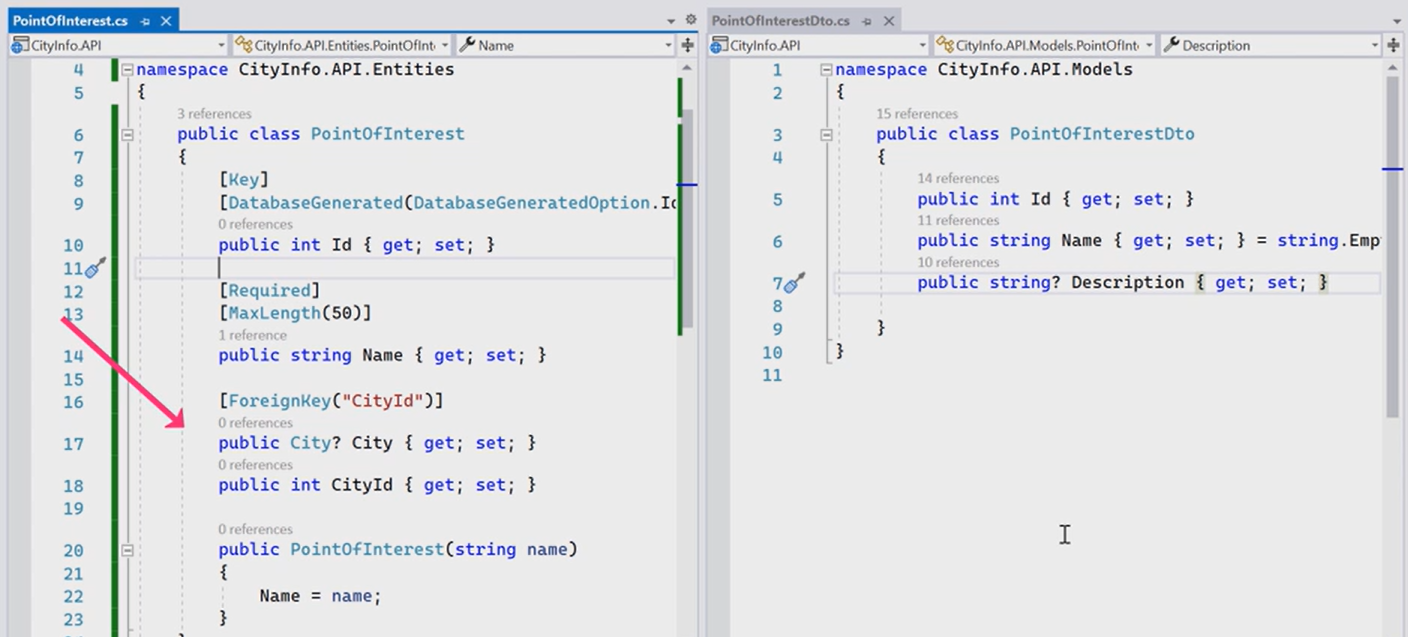 PointOfInterest.cs
CityInfo.API
CityInfo.API.Entities.PointOfInt
Name
4 namespace CityInfo.API.Entities
5 {
3 references
6 public class PointOfInterest
7 {
8 [Key]
9 [DatabaseGenerated(DatabaseGeneratedOption.Id
0 references
10 public int Id { get; set; }
11
12 [Required]
13 [MaxLength(50)]
1 reference
14 public string Name { get; set; }
15
16 [ForeignKey("CityId")]
0 references
17 public City? City { get; set; }
0 references
18 public int CityId { get; set; }
19
0 references
20 public PointOfInterest(string name)
21 {
22 Name = name;
23 }
PointOfInterestDto.cs
CityInfo.API
CityInfo.API.Models.PointOfInt
Description
1 namespace CityInfo.API.Models
2 {
15 references
3 public class PointOfInterestDto
4 {
14 references
5 public int Id { get; set; }
11 references
6 public string Name { get; set; } = string.Emp
10 references
7 public string? Description { get; set; }
8
9 }
10 }
11